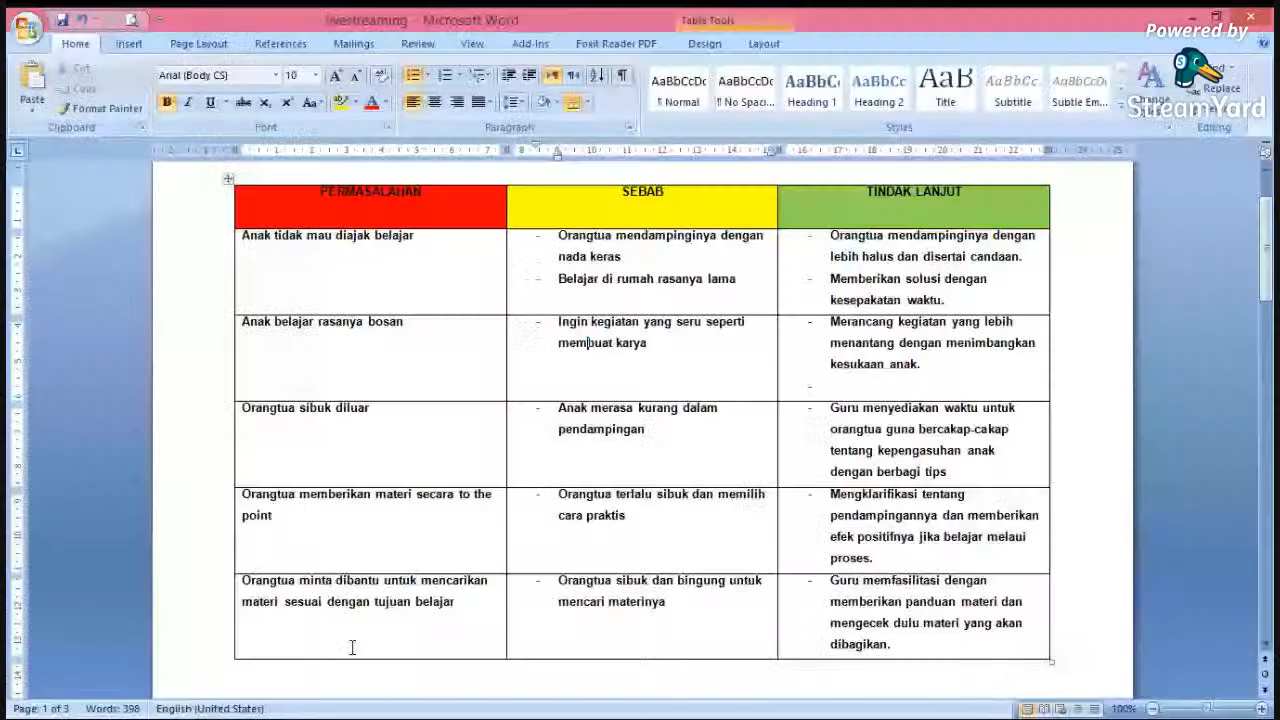 livestreaming - Microsoft Word
Table Tools
Powered by
StreamYard
Home Insert Page Layout References Mailings Review View Add-Ins Foxit Reader PDF Design Layout
Paste
Cut
Copy
Format Painter
Clipboard
Arial (Body CS) 10
Font
Paragraph
AaBbCcDc AaBbCcDc AaBbC AaBbCc AaB AaBbCc AaBbCcDı
¶ Normal ¶ No Spaci... Heading 1 Heading 2 Title Subtitle Subtle Em...
Styles
Change
Replace
Editing
PERMASALAHAN SEBAB TINDAK LANJUT
Anak tidak mau diajak belajar
- Orangtua mendampinginya dengan
nada keras
- Belajar di rumah rasanya lama
- Orangtua mendampinginya dengan
lebih halus dan disertai candaan.
- Memberikan solusi dengan
kesepakatan waktu.
Anak belajar rasanya bosan
- Ingin kegiatan yang seru seperti
membuat karya
- Merancang kegiatan yang lebih
menantang dengan menimbangkan
kesukaan anak.
-
Orangtua sibuk diluar
- Anak merasa kurang dalam
pendampingan
- Guru menyediakan waktu untuk
orangtua guna bercakap-cakap
tentang kepengasuhan anak
dengan berbagi tips
Orangtua memberikan materi secara to the
point
- Orangtua terlalu sibuk dan memilih
cara praktis
- Mengklarifikasi tentang
pendampingannya dan memberikan
efek positifnya jika belajar melaui
proses.
Orangtua minta dibantu untuk mencarikan
materi sesuai dengan tujuan belajar
- Orangtua sibuk dan bingung untuk
mencari materinya
- Guru memfasilitasi dengan
memberikan panduan materi dan
mengecek dulu materi yang akan
dibagikan.
Page: 1 of 3 Words: 398 English (United States) 100%